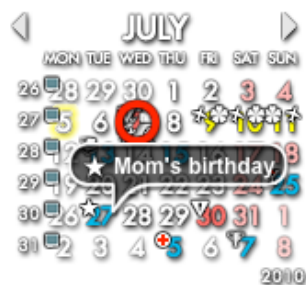 JULY
MON TUE WED THU FRI SAT SUN
26 28 29 30 1 2 3 4
27 5 6 8 9 10 11
28
Mom's birthday
29 25
30 26 27 28 29 30 31 1
31 2 3 4 5 6 7 8
2010